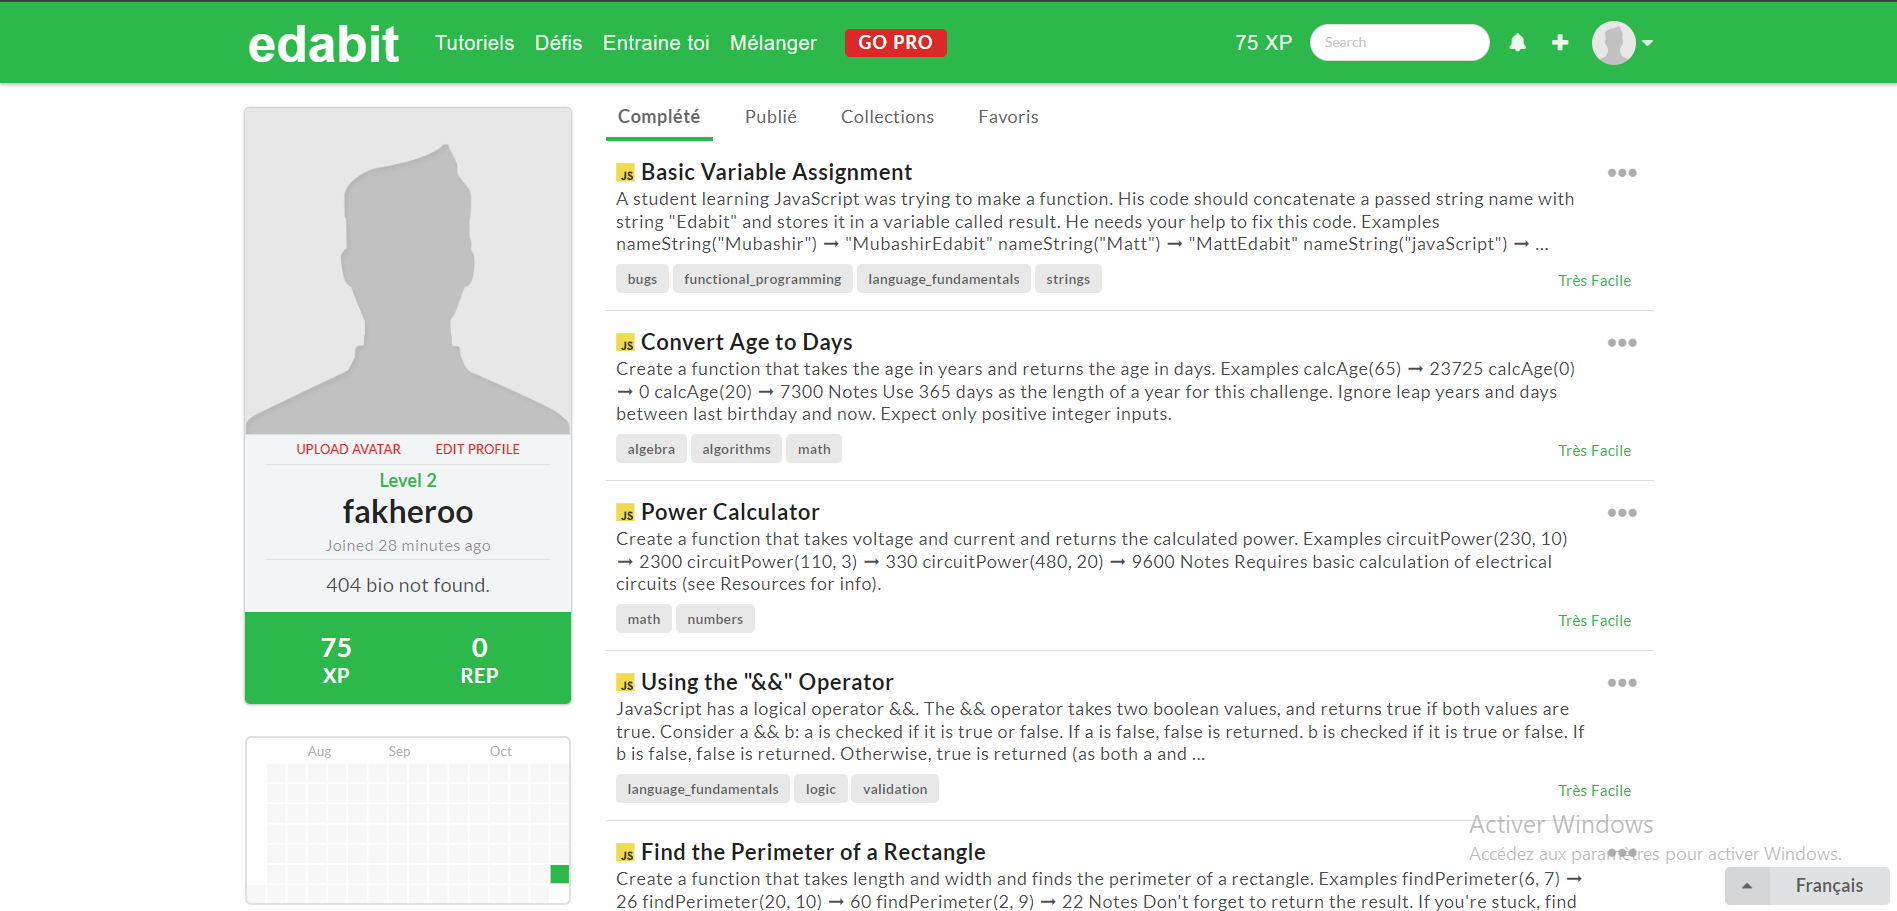 edabit Tutoriels Défis Entraine toi Mélanger GO PRO 75 XP Search
UPLOAD AVATAR EDIT PROFILE
Level 2
fakheroo
Joined 28 minutes ago
404 bio not found.
75 0
XP REP
Aug Sep Oct
Complété Publié Collections Favoris
JS Basic Variable Assignment
A student learning JavaScript was trying to make a function. His code should concatenate a passed string name with
string "Edabit" and stores it in a variable called result. He needs your help to fix this code. Examples
nameString("Mubashir") ➞ "MubashirEdabit" nameString("Matt") ➞ "MattEdabit" nameString("javaScript") ➞ ...
bugs functional_programming language_fundamentals strings
Très Facile
JS Convert Age to Days
Create a function that takes the age in years and returns the age in days. Examples calcAge(65) ➞ 23725 calcAge(0)
➞ 0 calcAge(20) ➞ 7300 Notes Use 365 days as the length of a year for this challenge. Ignore leap years and days
between last birthday and now. Expect only positive integer inputs.
algebra algorithms math
Très Facile
JS Power Calculator
Create a function that takes voltage and current and returns the calculated power. Examples circuitPower(230, 10)
➞ 2300 circuitPower(110, 3) ➞ 330 circuitPower(480, 20) ➞ 9600 Notes Requires basic calculation of electrical
circuits (see Resources for info).
math numbers
Très Facile
JS Using the "&&" Operator
JavaScript has a logical operator &&. The && operator takes two boolean values, and returns true if both values are
true. Consider a && b: a is checked if it is true or false. If a is false, false is returned. b is checked if it is true or false. If
b is false, false is returned. Otherwise, true is returned (as both a and ...
language_fundamentals logic validation
Très Facile
JS Find the Perimeter of a Rectangle
Create a function that takes length and width and finds the perimeter of a rectangle. Examples findPerimeter(6, 7) ➞
26 findPerimeter(20, 10) ➞ 60 findPerimeter(2, 9) ➞ 22 Notes Don't forget to return the result. If you're stuck, find
Activer Windows
Accédez aux paramètres pour activer Windows.
Français